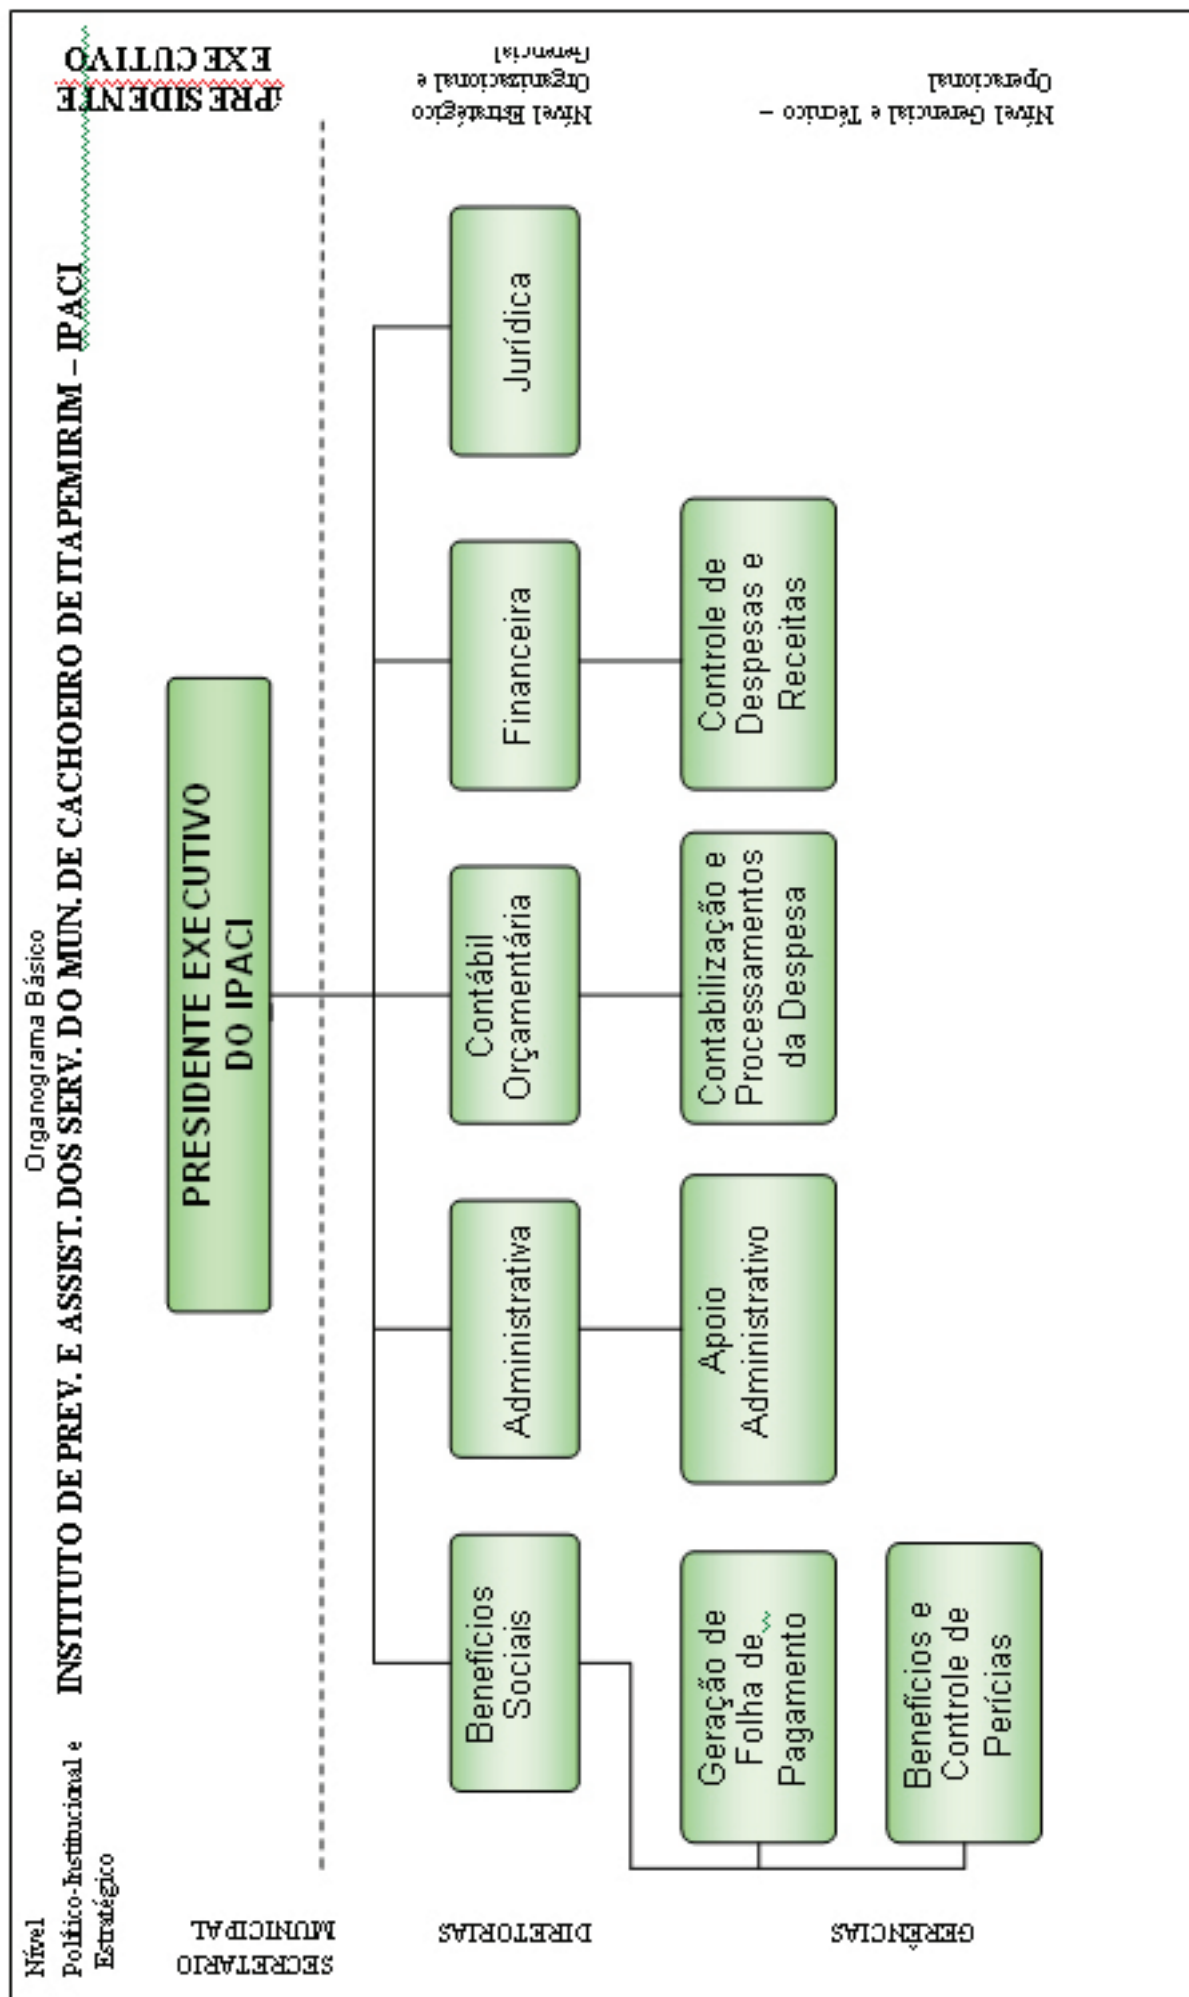 Organograma Básico
Nível
Político-Institucional e
Estratégico
INSTITUTO DE PREV. E ASSIST. DOS SERV. DO MUN. DE CACHOEIRO DE ITAPEMIRIM – IPACI
(PRESIDENTE
EXECUTIVO
SECRETARIO
MUNICIPAL
PRESIDENTE EXECUTIVO
DO IPACI
DIRETORIAS
Benefícios
Sociais
Administrativa
Contábil
Orçamentária
Financeira
Jurídica
Nível Estratégico
Organizacional e
Gerencial
GERÊNCIAS
Geração de
Folha de
Pagamento
Apoio
Administrativo
Contabilização e
Processamentos
da Despesa
Controle de
Despesas e
Receitas
Nível Gerencial e Técnico –
Operacional
Benefícios e
Controle de
Perícias